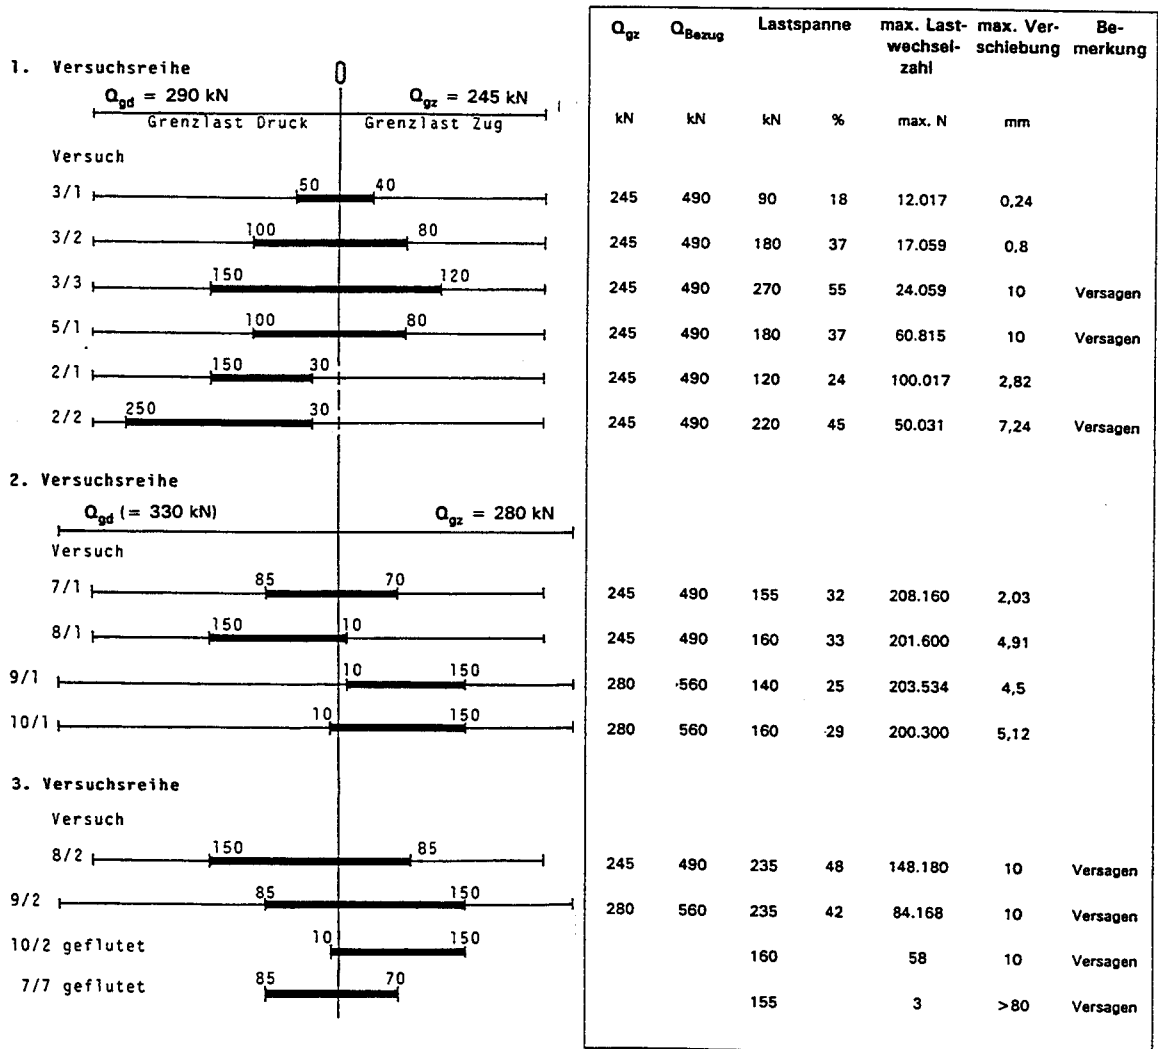 Q_gz Q_Bezug Lastspanne max. Last- max. Ver- Be-
wechsel- schiebung merkung
zahl
kN kN kN % max. N mm
1. Versuchsreihe 0
Q_gd = 290 kN Q_gz = 245 kN
Grenzlast Druck Grenzlast Zug
Versuch
3/1 50 40 245 490 90 18 12.017 0,24
3/2 100 80 245 490 180 37 17.059 0,8
3/3 150 120 245 490 270 55 24.059 10 Versagen
5/1 100 80 245 490 180 37 60.815 10 Versagen
2/1 150 30 245 490 120 24 100.017 2,82
2/2 250 30 245 490 220 45 50.031 7,24 Versagen
2. Versuchsreihe
Q_gd (= 330 kN) Q_gz = 280 kN
Versuch
7/1 85 70 245 490 155 32 208.160 2,03
8/1 150 10 245 490 160 33 201.600 4,91
9/1 10 150 280 560 140 25 203.534 4,5
10/1 10 150 280 560 160 29 200.300 5,12
3. Versuchsreihe
Versuch
8/2 150 85 245 490 235 48 148.180 10 Versagen
9/2 85 150 280 560 235 42 84.168 10 Versagen
10/2 geflutet 10 150 160 58 10 Versagen
7/7 geflutet 85 70 155 3 >80 Versagen